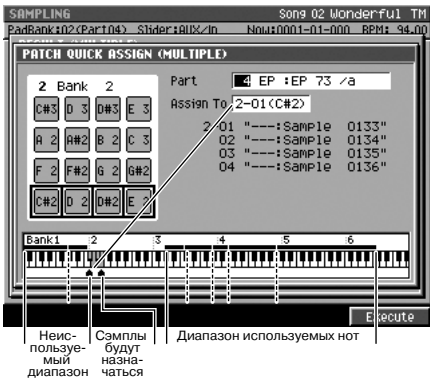 SAMPLING Song 02 Wonderful TM
PadBank:02(Part04) Slider:AUX/In Now:0001-01-000 BPM: 94.00
PATCH QUICK ASSIGN (MULTIPLE)
2 Bank 2
C#3 D 3 D#3 E 3
A 2 A#2 B 2 C 3
F 2 F#2 G 2 G#2
C#2 D 2 D#2 E 2
Part 4 EP :EP 73 /a
Assign To 2-01(C#2)
2-01 "---:Sample 0133"
02 "---:Sample 0134"
03 "---:Sample 0135"
04 "---:Sample 0136"
Bank1 2 3 4 5 6
Execute
Неис-
пользуе-
мый
диапазон
Сэмплы
будут
назна-
чаться
Диапазон используемых нот